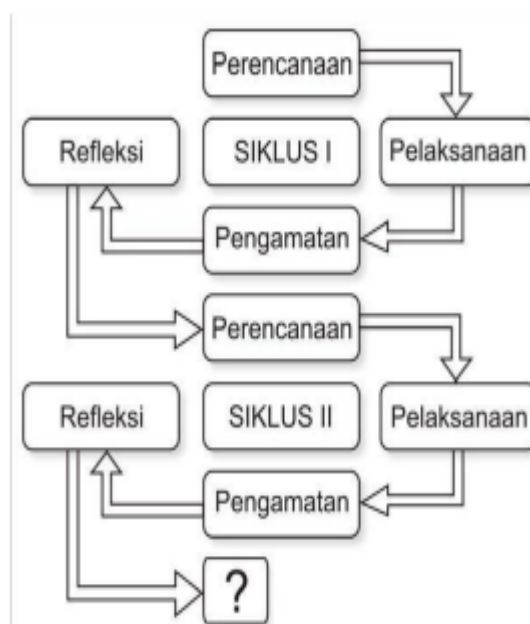 Perencanaan
Refleksi
SIKLUS I
Pelaksanaan
Pengamatan
Perencanaan
Refleksi
SIKLUS II
Pelaksanaan
Pengamatan
?